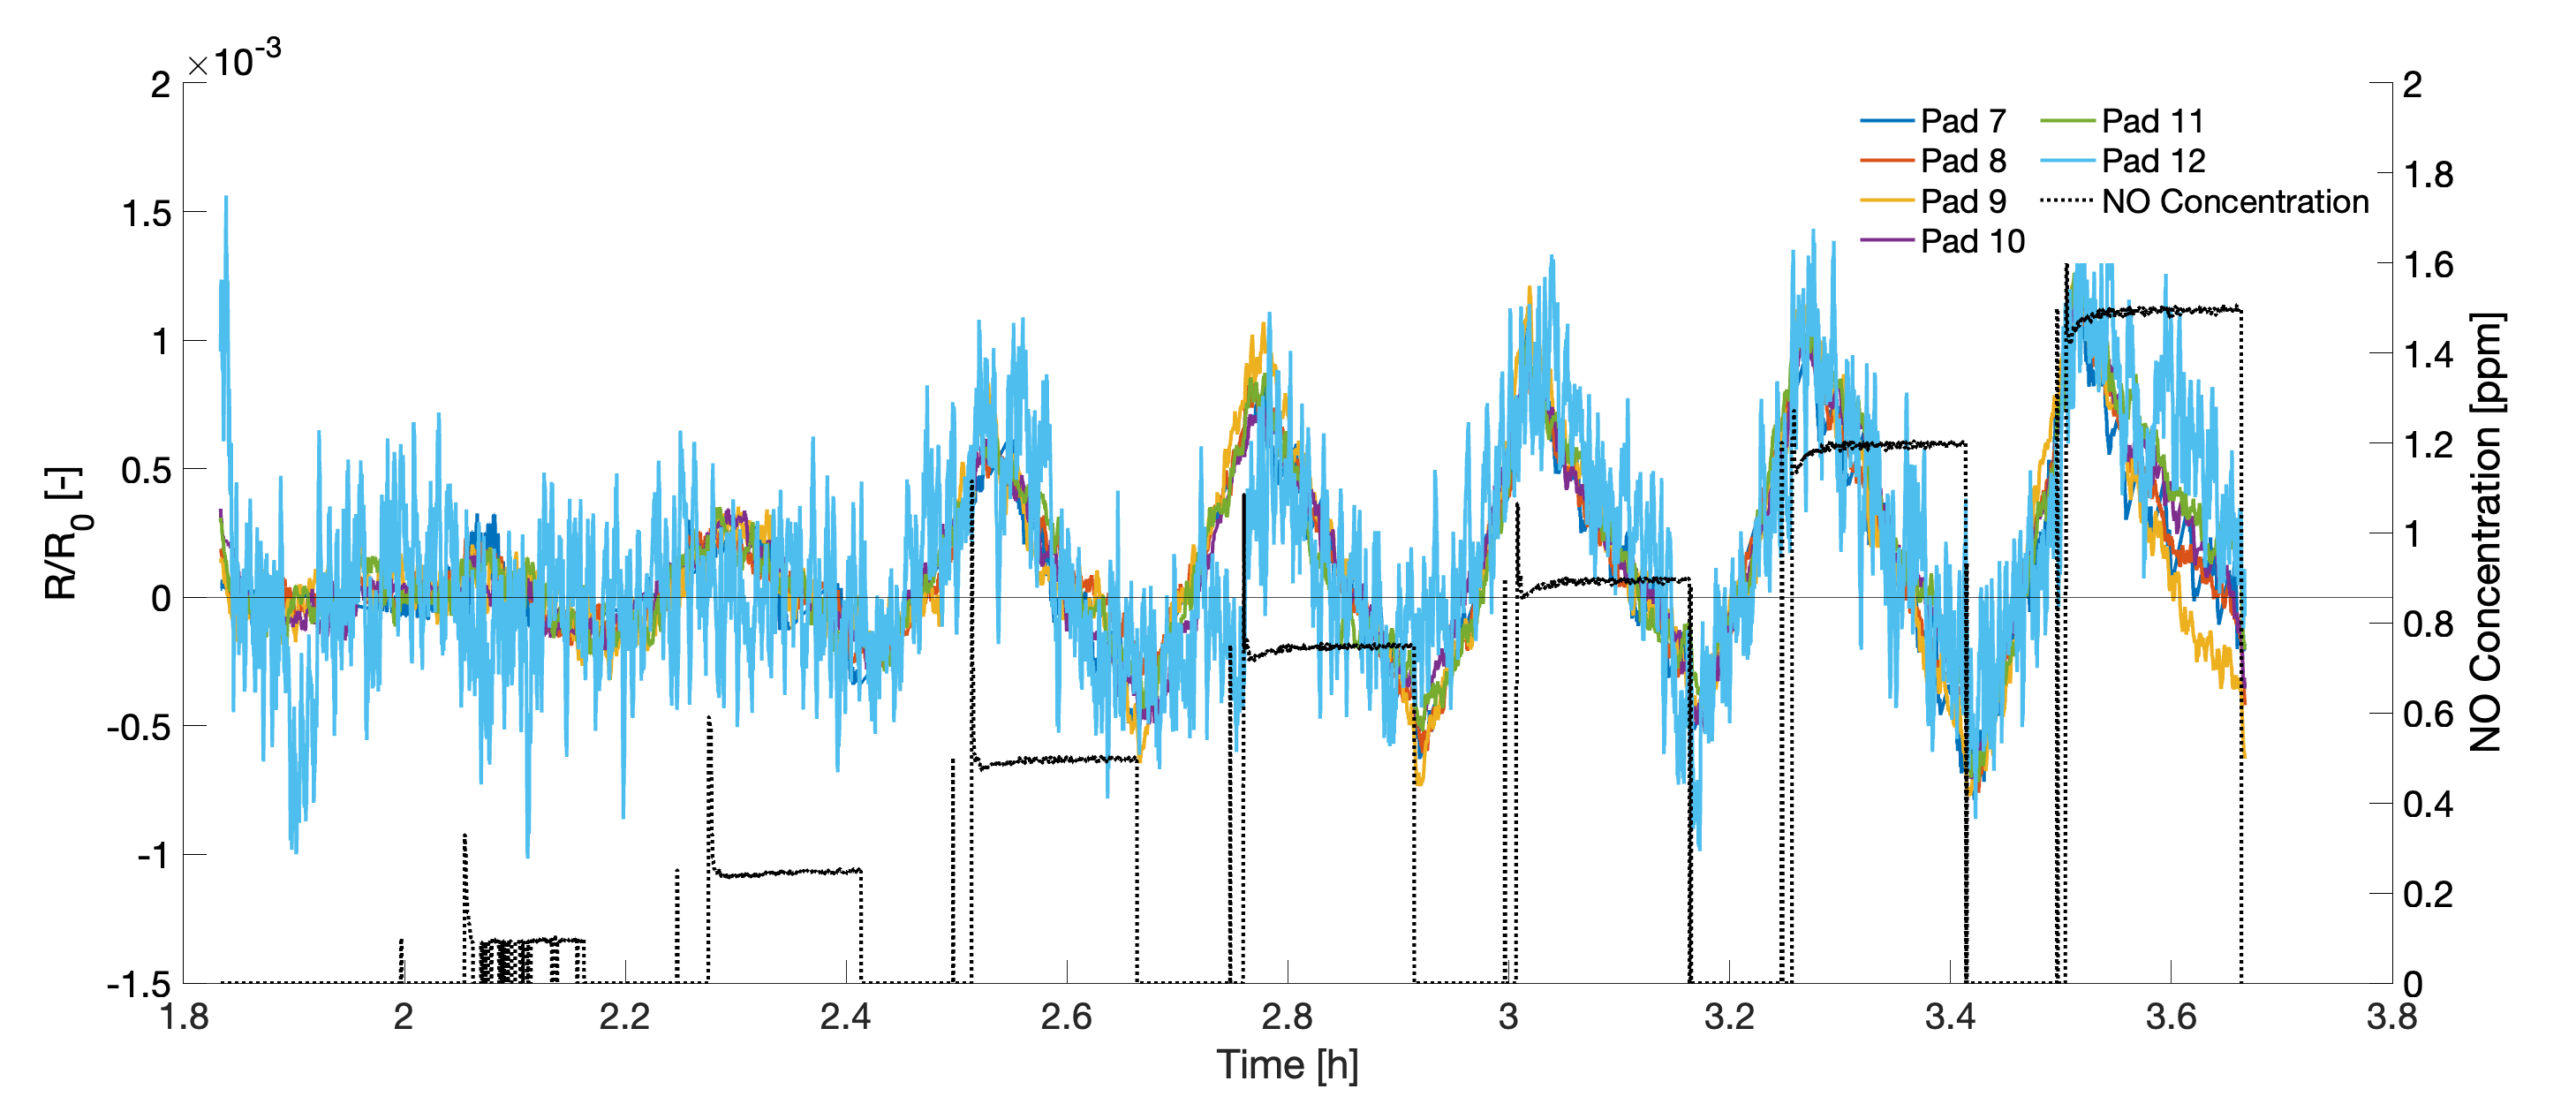 ×10-3
2
1.5
1
0.5
0
-0.5
-1
-1.5
R/R0 [-]
Pad 7
Pad 8
Pad 9
Pad 10
Pad 11
Pad 12
NO Concentration
2
1.8
1.6
1.4
1.2
1
0.8
0.6
0.4
0.2
0
NO Concentration [ppm]
1.8 2 2.2 2.4 2.6 2.8 3 3.2 3.4 3.6 3.8
Time [h]